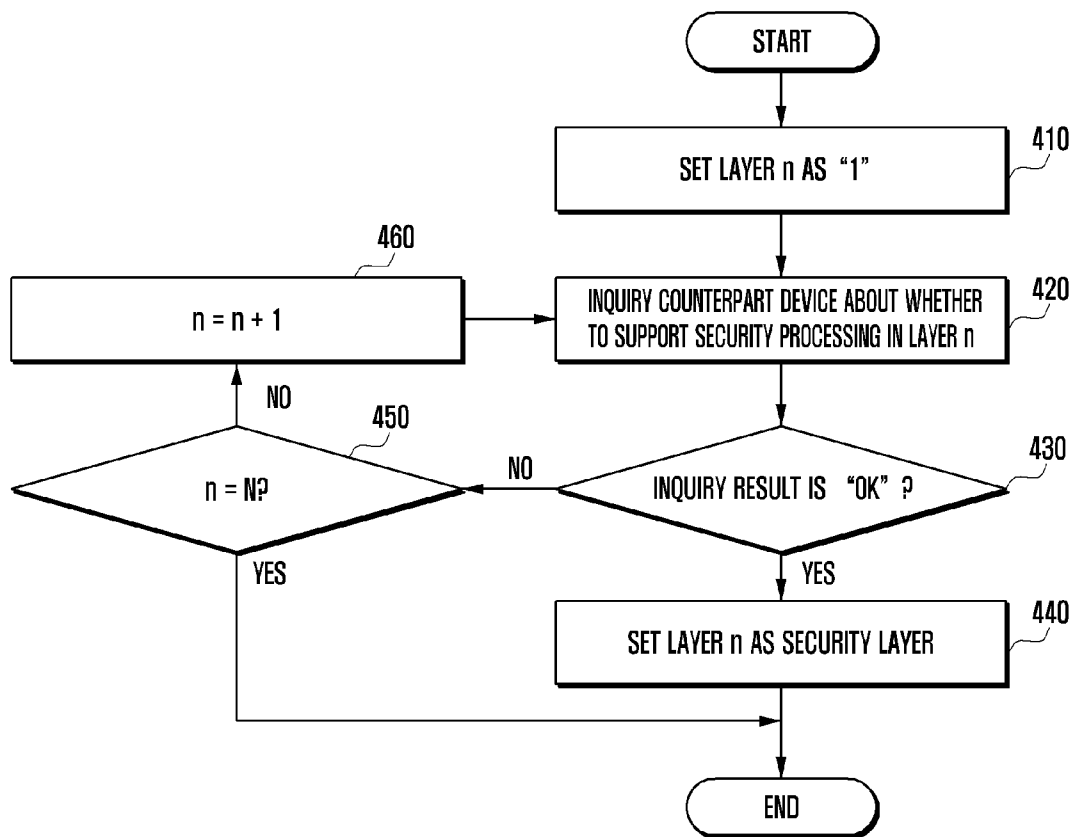 START
410
SET LAYER n AS “1”
460
n = n + 1
420
INQUIRY COUNTERPART DEVICE ABOUT WHETHER
TO SUPPORT SECURITY PROCESSING IN LAYER n
NO
450
n = N?
NO
430
INQUIRY RESULT IS “OK” ?
YES
YES
440
SET LAYER n AS SECURITY LAYER
END